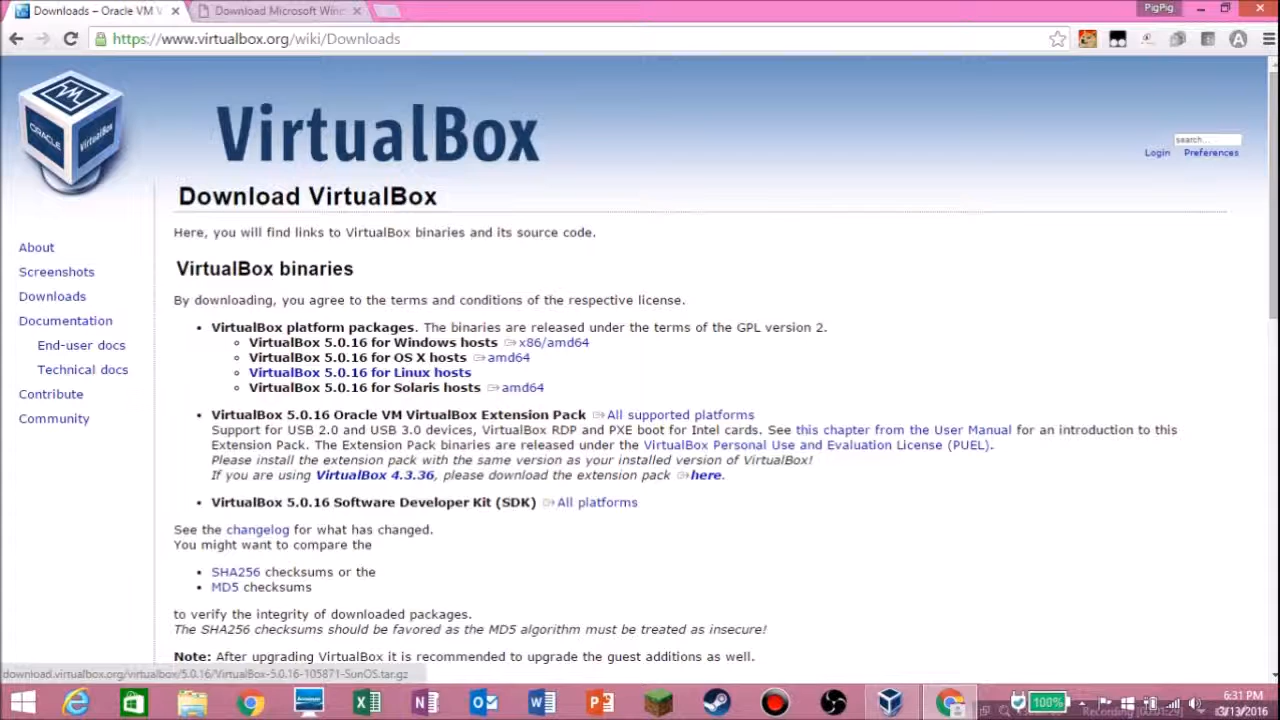 Downloads – Oracle VM V
Download Microsoft Wind
PigPig
https://www.virtualbox.org/wiki/Downloads
ORACLE
VirtualBox
VirtualBox
search...
Login Preferences
Download VirtualBox
Here, you will find links to VirtualBox binaries and its source code.
About
Screenshots
Downloads
Documentation
End-user docs
Technical docs
Contribute
Community
VirtualBox binaries
By downloading, you agree to the terms and conditions of the respective license.
VirtualBox platform packages. The binaries are released under the terms of the GPL version 2.
VirtualBox 5.0.16 for Windows hosts x86/amd64
VirtualBox 5.0.16 for OS X hosts amd64
VirtualBox 5.0.16 for Linux hosts
VirtualBox 5.0.16 for Solaris hosts amd64
VirtualBox 5.0.16 Oracle VM VirtualBox Extension Pack All supported platforms
Support for USB 2.0 and USB 3.0 devices, VirtualBox RDP and PXE boot for Intel cards. See this chapter from the User Manual for an introduction to this
Extension Pack. The Extension Pack binaries are released under the VirtualBox Personal Use and Evaluation License (PUEL).
Please install the extension pack with the same version as your installed version of VirtualBox!
If you are using VirtualBox 4.3.36, please download the extension pack here.
VirtualBox 5.0.16 Software Developer Kit (SDK) All platforms
See the changelog for what has changed.
You might want to compare the
SHA256 checksums or the
MD5 checksums
to verify the integrity of downloaded packages.
The SHA256 checksums should be favored as the MD5 algorithm must be treated as insecure!
Note: After upgrading VirtualBox it is recommended to upgrade the guest additions as well.
download.virtualbox.org/virtualbox/5.0.16/VirtualBox-5.0.16-105871-SunOS.tar.gz
100%
6:31 PM
3/13/2016
Recording [00:01:29]